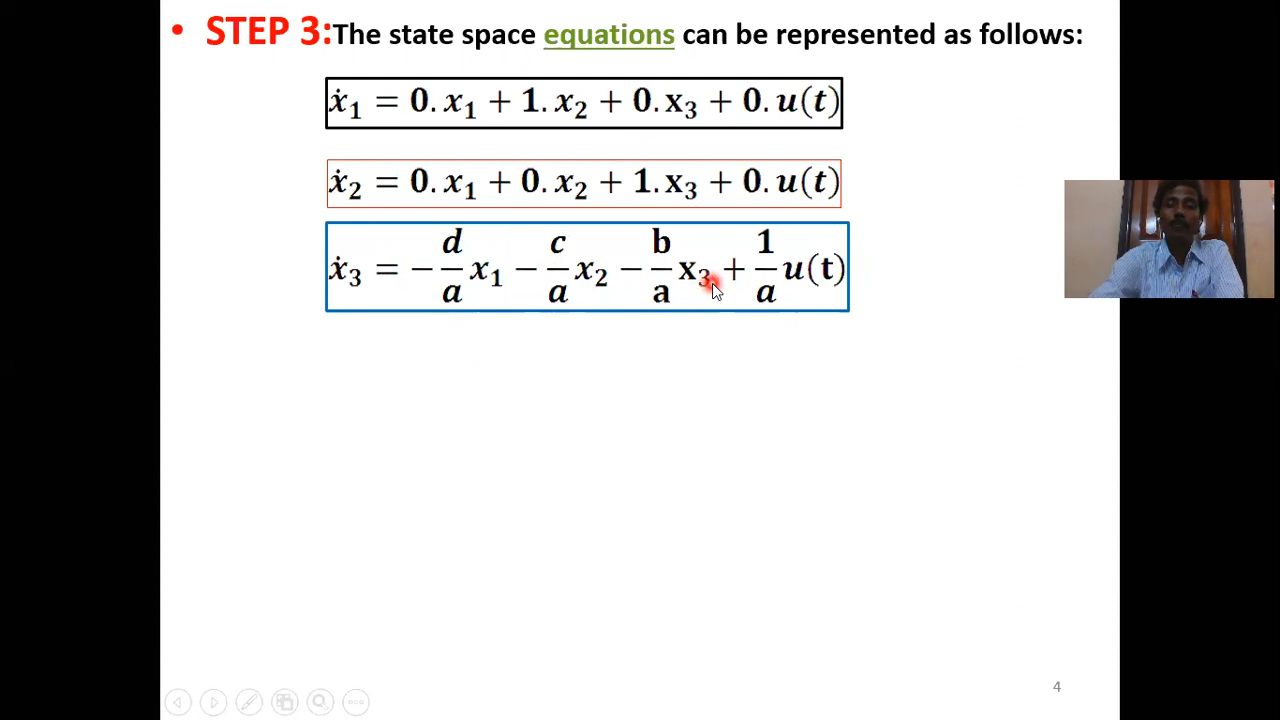 • STEP 3:The state space equations can be represented as follows:
ẋ₁ = 0. x₁ + 1. x₂ + 0. x₃ + 0. u(t)
ẋ₂ = 0. x₁ + 0. x₂ + 1. x₃ + 0. u(t)
ẋ₃ = −d/a x₁ − c/a x₂ − b/a x₃ + 1/a u(t)
4